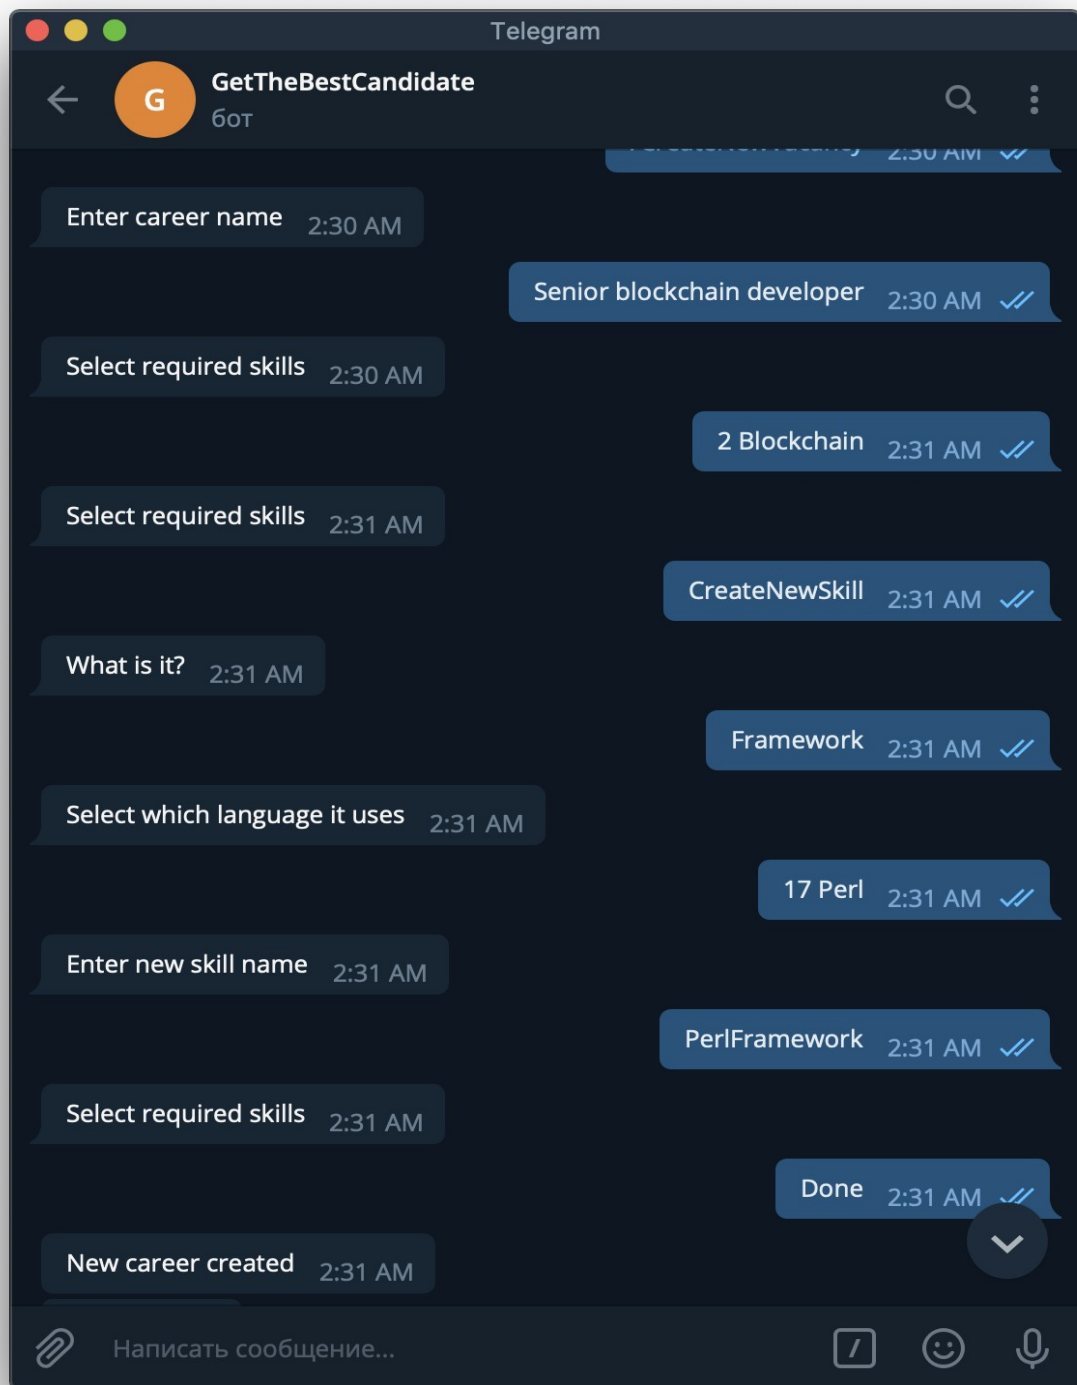 Telegram
G
GetTheBestCandidate
бот
2:30 AM
Enter career name 2:30 AM
Senior blockchain developer 2:30 AM
Select required skills 2:30 AM
2 Blockchain 2:31 AM
Select required skills 2:31 AM
CreateNewSkill 2:31 AM
What is it? 2:31 AM
Framework 2:31 AM
Select which language it uses 2:31 AM
17 Perl 2:31 AM
Enter new skill name 2:31 AM
PerlFramework 2:31 AM
Select required skills 2:31 AM
Done 2:31 AM
New career created 2:31 AM
Написать сообщение...
/